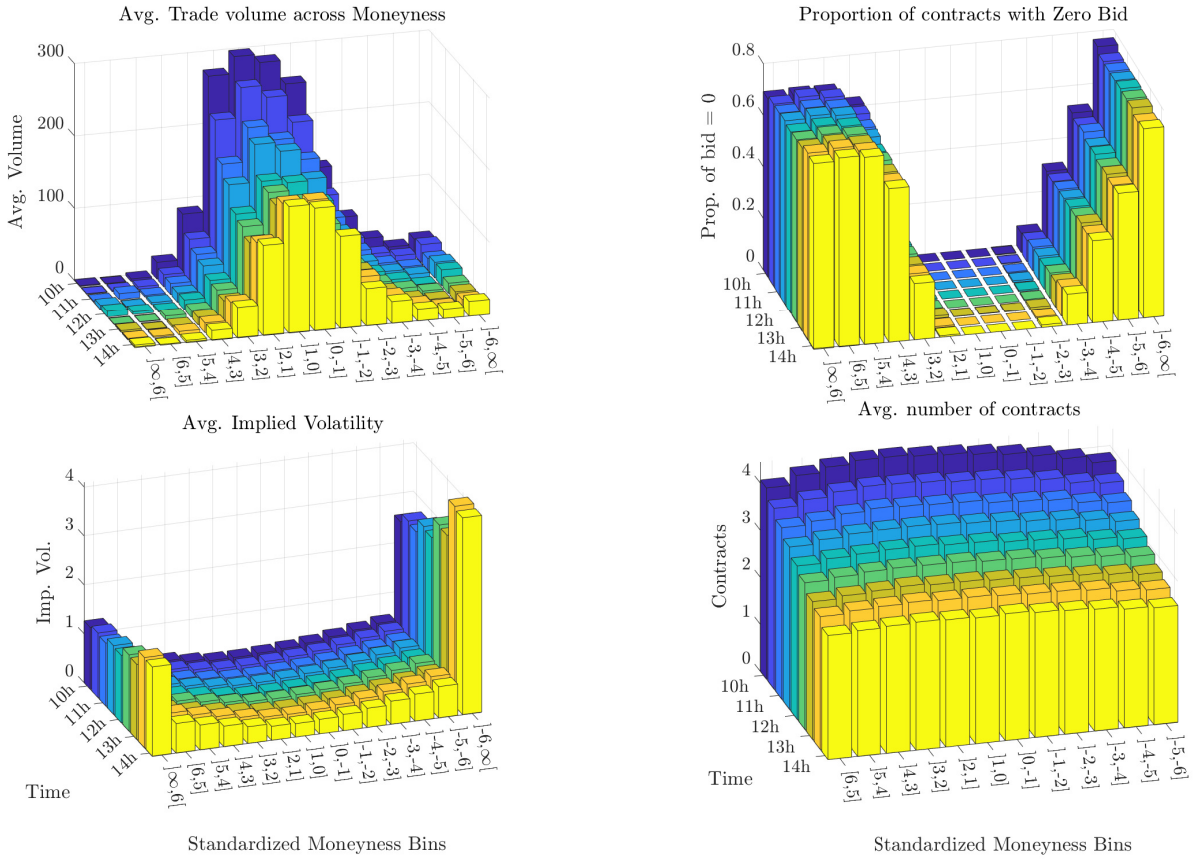 Avg. Trade volume across Moneyness
Avg. Volume
300
200
100
0
10h
11h
12h
13h
14h
]∞,6[
[6,5]
]5,4]
]4,3]
]3,2]
]2,1]
]1,0]
[0,-1]
]-1,-2]
]-2,-3]
]-3,-4]
]-4,-5]
]-5,-6]
]-6,∞[
Proportion of contracts with Zero Bid
Prop. of bid = 0
0.8
0.6
0.4
0.2
0
10h
11h
12h
13h
14h
]∞,6[
[6,5]
]5,4]
]4,3]
]3,2]
]2,1]
]1,0]
[0,-1]
]-1,-2]
]-2,-3]
]-3,-4]
]-4,-5]
]-5,-6]
]-6,∞[
Avg. Implied Volatility
Imp. Vol.
4
3
2
1
0
10h
11h
12h
13h
14h
]∞,6[
[6,5]
]5,4]
]4,3]
]3,2]
]2,1]
]1,0]
[0,-1]
]-1,-2]
]-2,-3]
]-3,-4]
]-4,-5]
]-5,-6]
]-6,∞[
Time
Standardized Moneyness Bins
Avg. number of contracts
Contracts
4
3
2
1
0
10h
11h
12h
13h
14h
[6,5]
]5,4]
]4,3]
]3,2]
]2,1]
]1,0]
[0,-1]
]-1,-2]
]-2,-3]
]-3,-4]
]-4,-5]
]-5,-6]
Time
Standardized Moneyness Bins